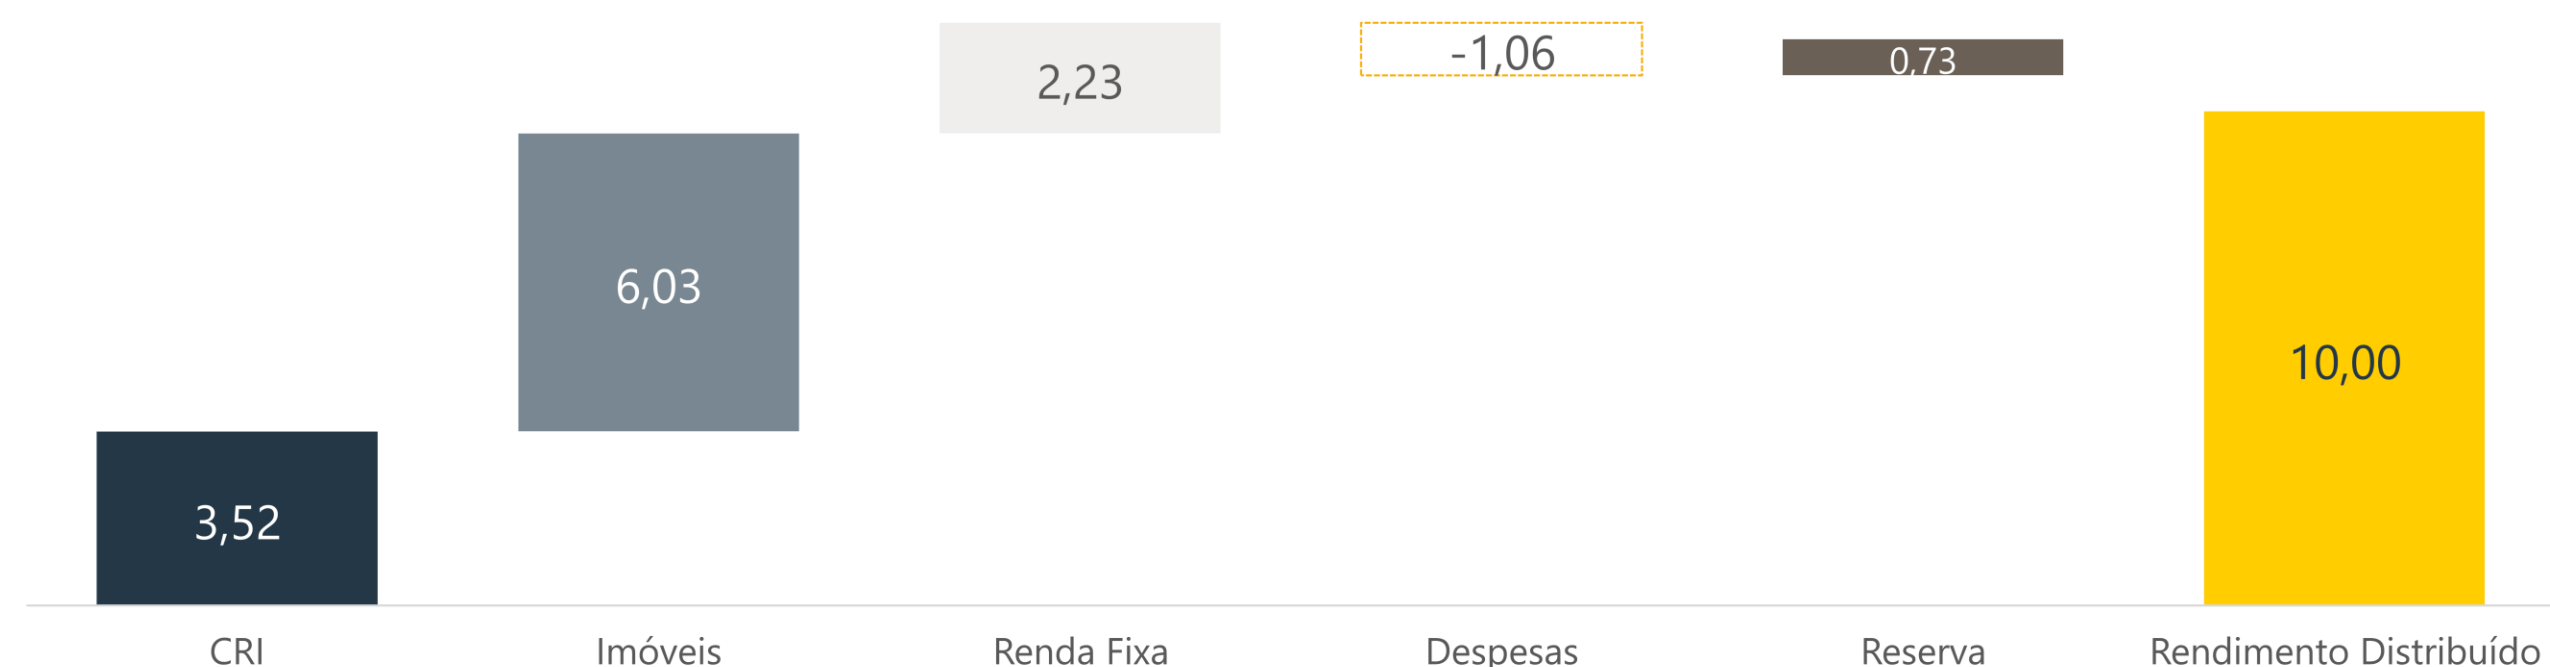 -1,06
0,73
2,23
6,03
10,00
3,52
CRI
Imóveis
Renda Fixa
Despesas
Reserva
Rendimento Distribuído